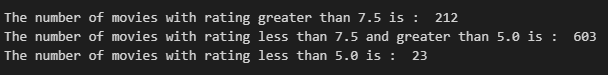 The number of movies with rating greater than 7.5 is :  212
The number of movies with rating less than 7.5 and greater than 5.0 is :  603
The number of movies with rating less than 5.0 is :  23